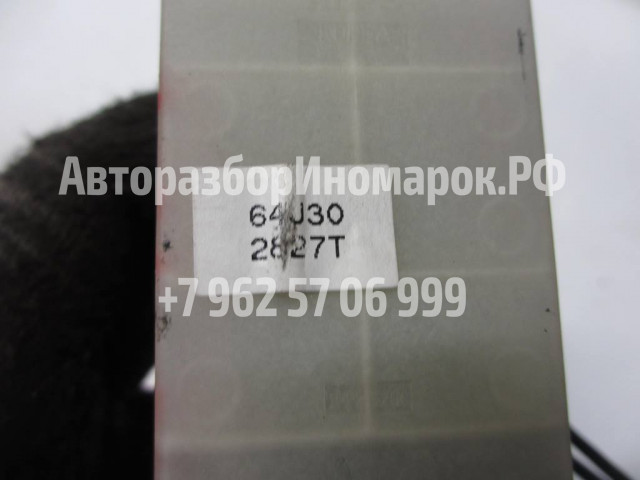 АвторазборИномарок.РФ
64J30
2827T
+7 962 57 06 999